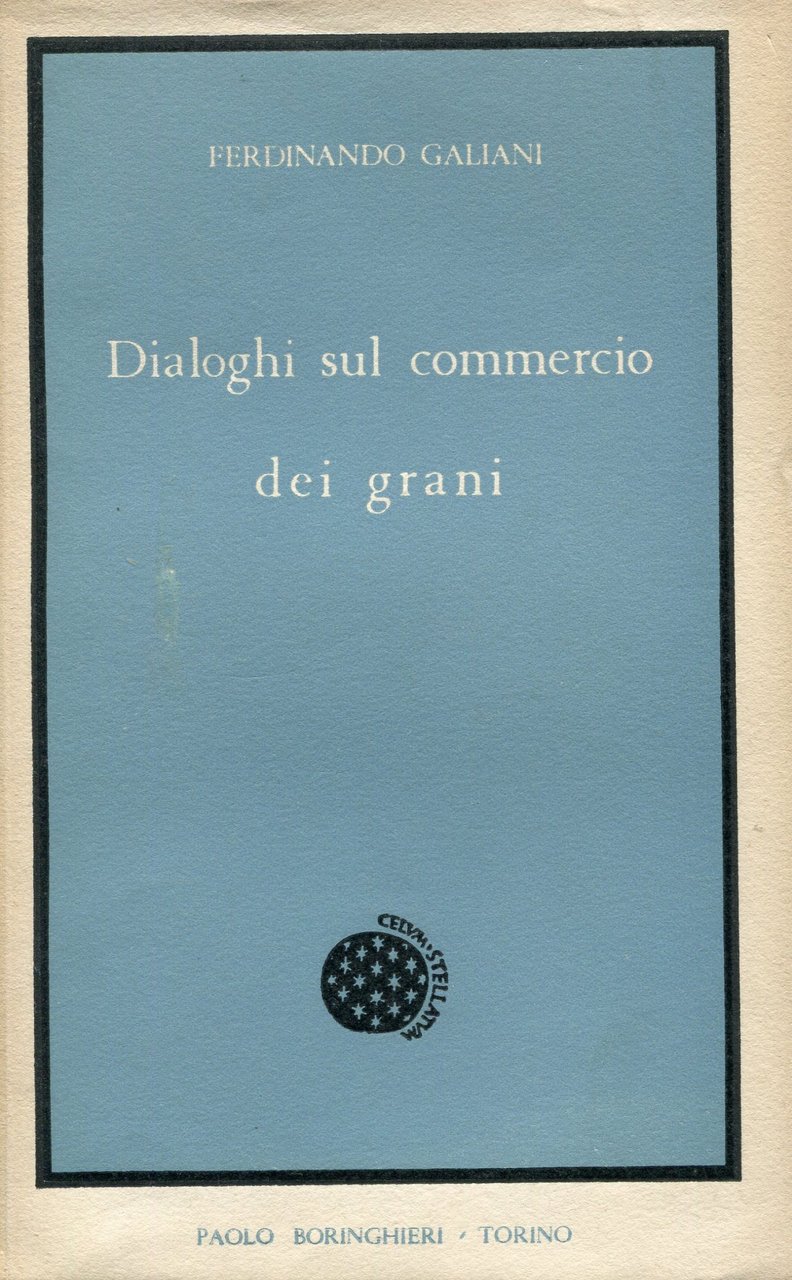 FERDINANDO GALIANI
Dialoghi sul commercio
dei grani
CELVM·STELLATVM
PAOLO BORINGHIERI - TORINO